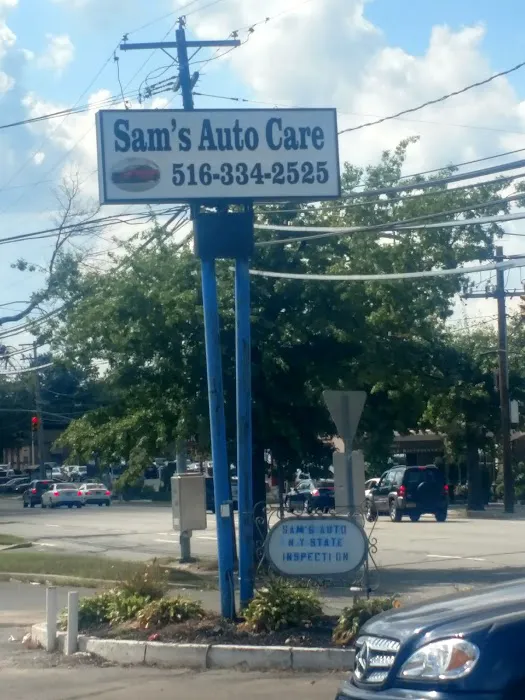 Sam's Auto Care
516-334-2525
SAM'S AUTO
N.Y STATE
INSPECTION